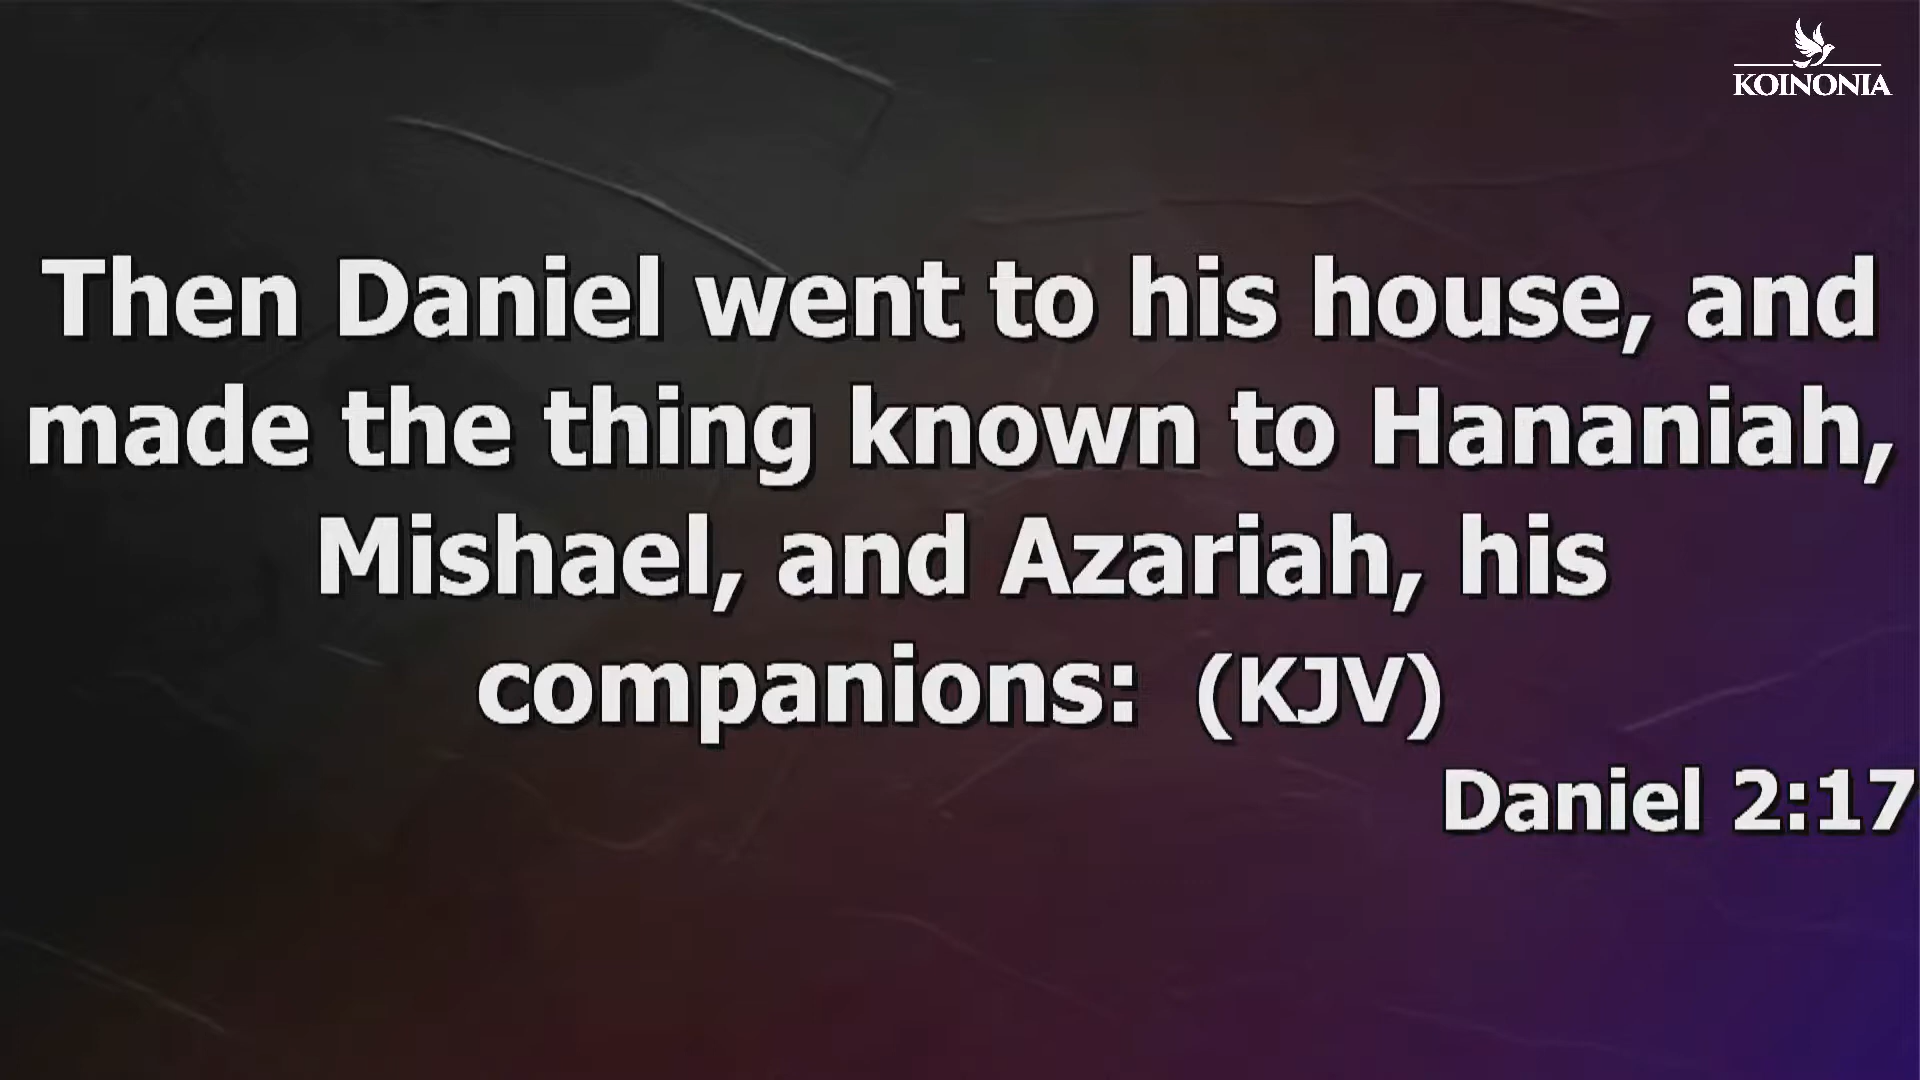 KOINONIA
Then Daniel went to his house, and
made the thing known to Hananiah,
Mishael, and Azariah, his
companions: (KJV)
Daniel 2:17